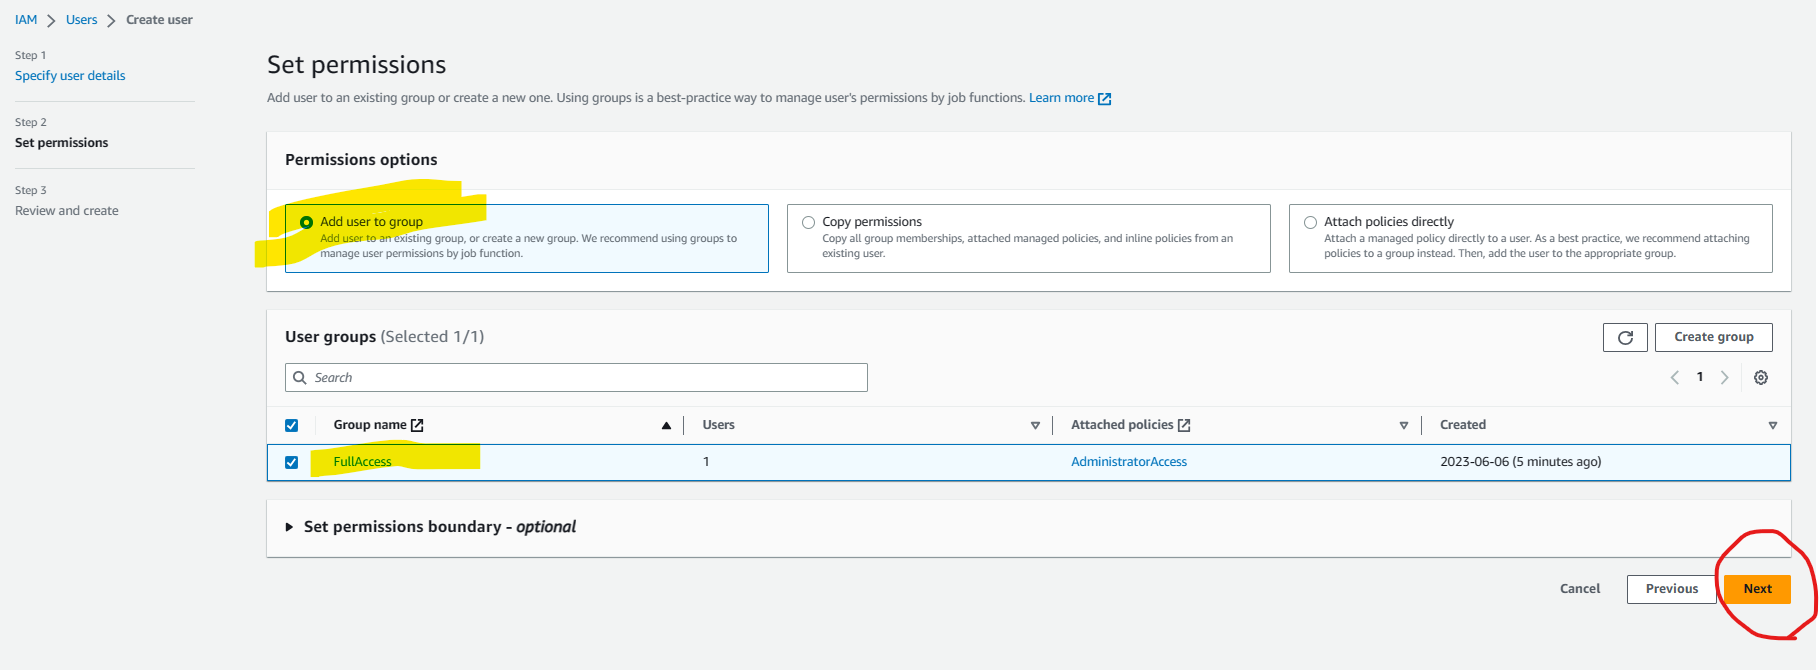 IAM > Users > Create user
Step 1
Specify user details
Step 2
Set permissions
Step 3
Review and create
Set permissions
Add user to an existing group or create a new one. Using groups is a best-practice way to manage user's permissions by job functions. Learn more
Permissions options
Add user to group
Add user to an existing group, or create a new group. We recommend using groups to
manage user permissions by job function.
Copy permissions
Copy all group memberships, attached managed policies, and inline policies from an
existing user.
Attach policies directly
Attach a managed policy directly to a user. As a best practice, we recommend attaching
policies to a group instead. Then, add the user to the appropriate group.
User groups (Selected 1/1)
Create group
Search
1
Group name Users Attached policies Created
FullAccess 1 AdministratorAccess 2023-06-06 (5 minutes ago)
Set permissions boundary - optional
Cancel Previous Next